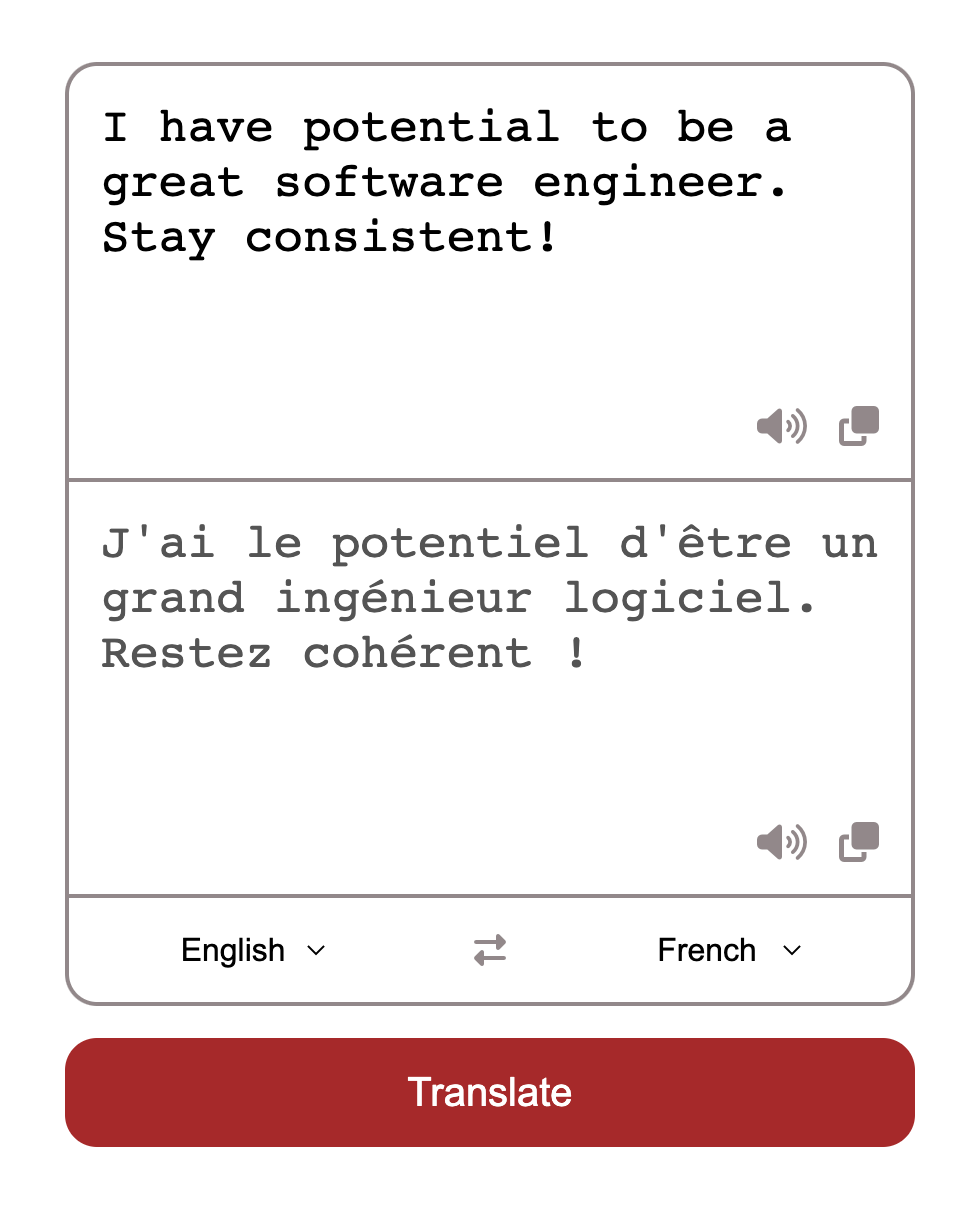 I have potential to be a
great software engineer.
Stay consistent!
J'ai le potentiel d'être un
grand ingénieur logiciel.
Restez cohérent !
English
French
Translate